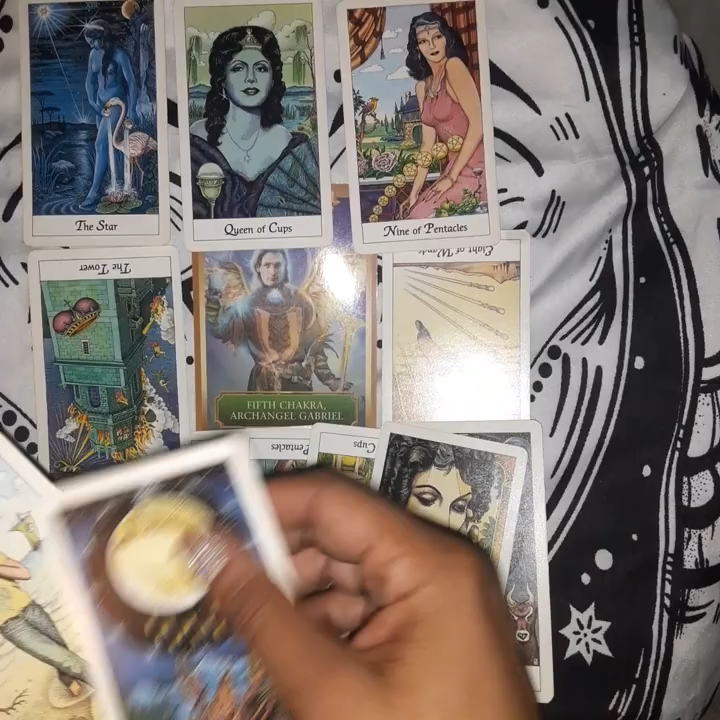 The Star
Queen of Cups
Nine of Pentacles
The Tower
Eight of Wands
FIFTH CHAKRA,
ARCHANGEL GABRIEL
Pentacles
Cups